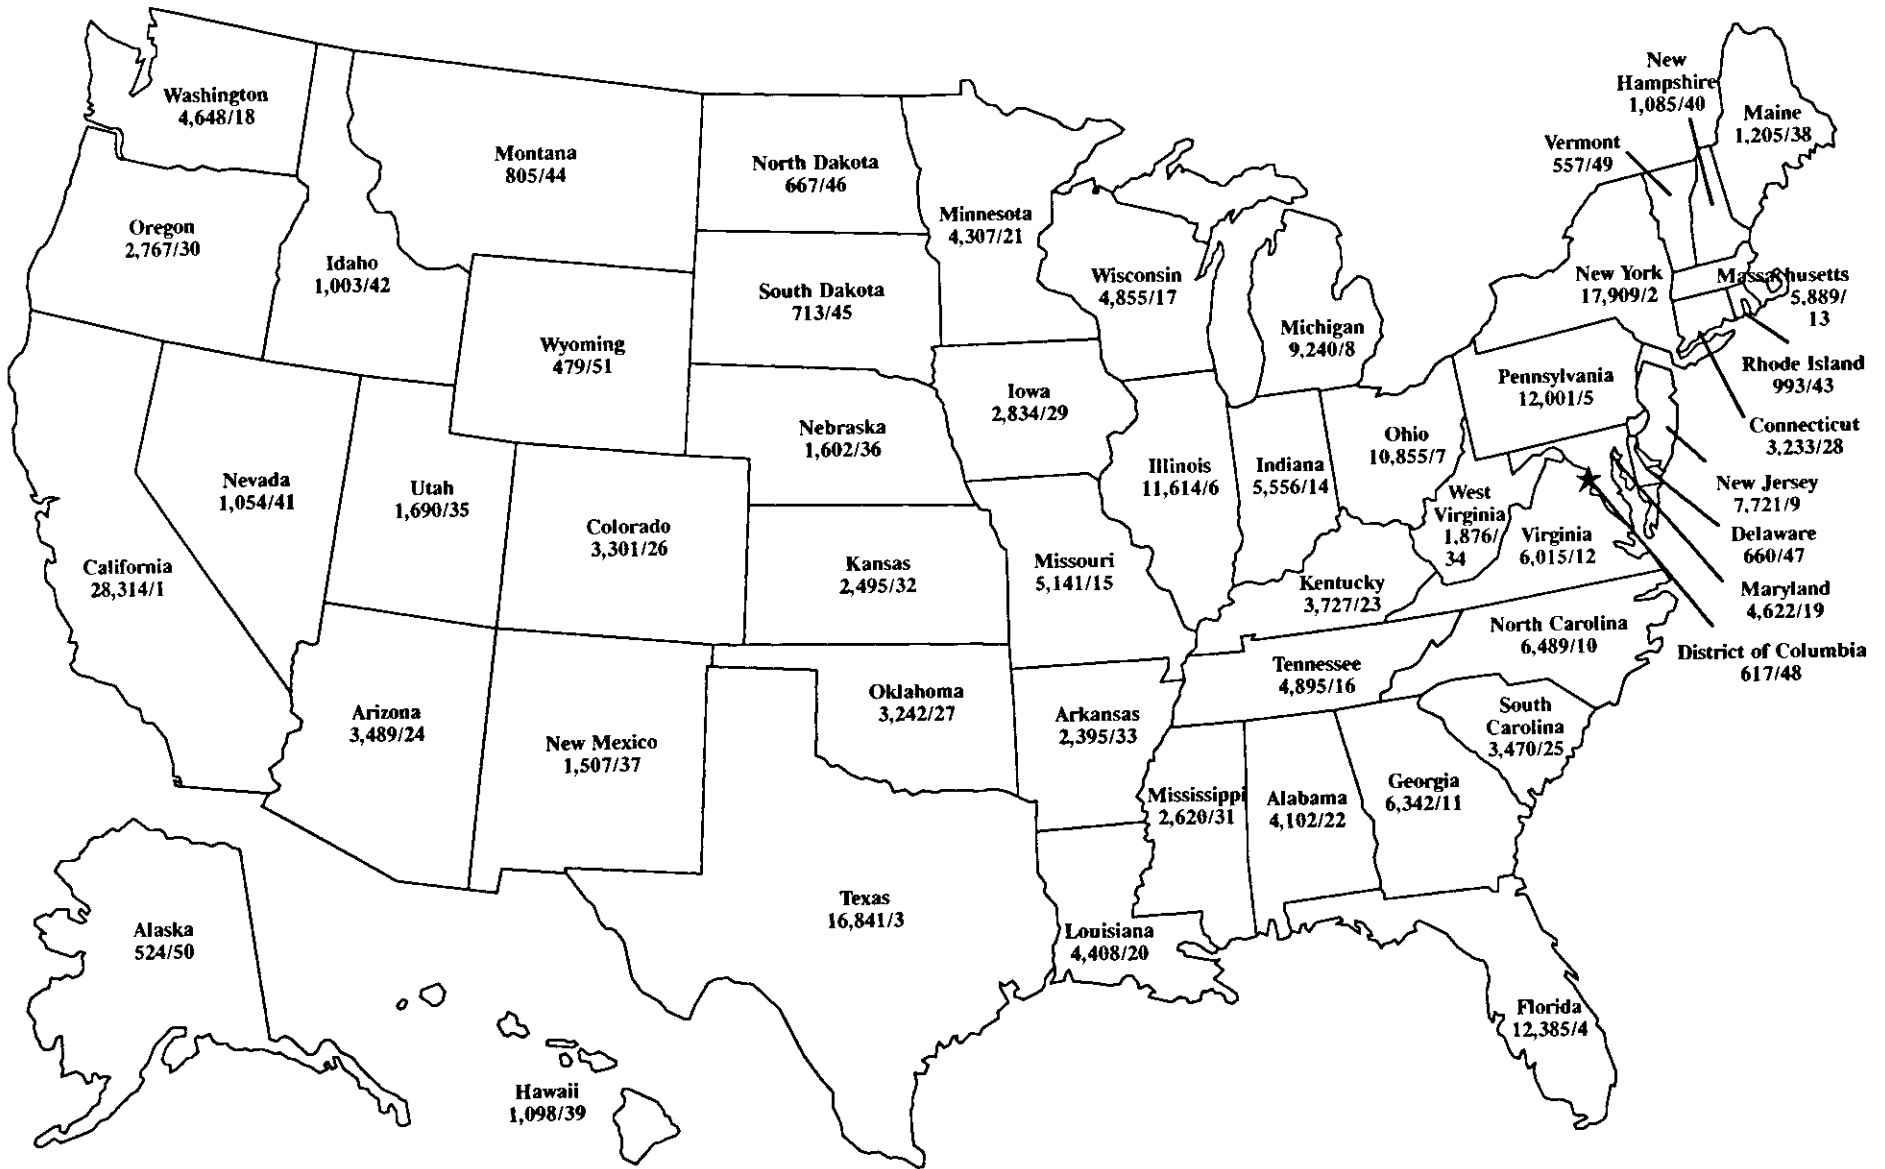 Washington
4,648/18
Oregon
2,767/30
Idaho
1,003/42
Montana
805/44
North Dakota
667/46
South Dakota
713/45
Wyoming
479/51
Nebraska
1,602/36
Nevada
1,054/41
Utah
1,690/35
Colorado
3,301/26
California
28,314/1
Kansas
2,495/32
Arizona
3,489/24
New Mexico
1,507/37
Oklahoma
3,242/27
Texas
16,841/3
Minnesota
4,307/21
Iowa
2,834/29
Missouri
5,141/15
Arkansas
2,395/33
Louisiana
4,408/20
Wisconsin
4,855/17
Illinois
11,614/6
Michigan
9,240/8
Indiana
5,556/14
Ohio
10,855/7
Kentucky
3,727/23
Tennessee
4,895/16
Mississippi
2,620/31
Alabama
4,102/22
Georgia
6,342/11
Florida
12,385/4
South
Carolina
3,470/25
North Carolina
6,489/10
Virginia
6,015/12
West
Virginia
1,876/
34
Pennsylvania
12,001/5
New York
17,909/2
Vermont
557/49
New
Hampshire
1,085/40
Maine
1,205/38
Massachusetts
5,889/
13
Rhode Island
993/43
Connecticut
3,233/28
New Jersey
7,721/9
Delaware
660/47
Maryland
4,622/19
District of Columbia
617/48
Alaska
524/50
Hawaii
1,098/39